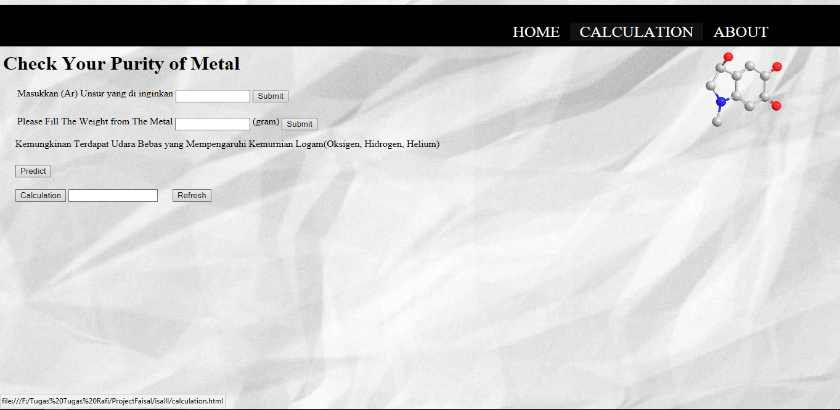 HOME CALCULATION ABOUT
Check Your Purity of Metal
Masukkan (Ar) Unsur yang di inginkan Submit
Please Fill The Weight from The Metal (gram) Submit
Kemungkinan Terdapat Udara Bebas yang Mempengaruhi Kemurnian Logam(Oksigen, Hidrogen, Helium)
Predict
Calculation Refresh
file:///F:/Tugas%20Tugas%20Rafi/ProjectFaisal/isalll/calculation.html